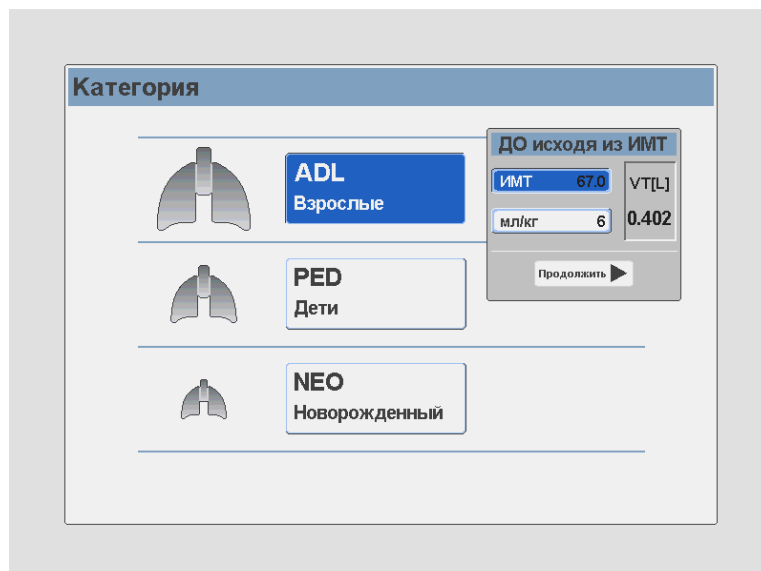 Категория
ADL
Взрослые
ДО исходя из ИМТ
ИМТ 67.0
VT[L]
мл/кг 6
0.402
Продолжить
PED
Дети
NEO
Новорожденный